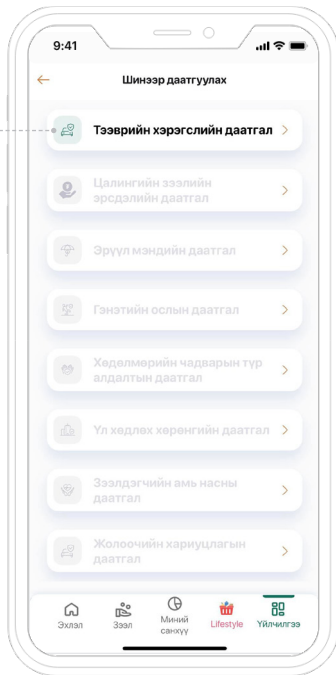 9:41
Шинээр даатгуулах
Тээврийн хэрэгслийн даатгал
Цалингийн зээлийн
эрсдэлийн даатгал
Эрүүл мэндийн даатгал
Гэнэтийн ослын даатгал
Хөдөлмөрийн чадварын түр
алдалтын даатгал
Үл хөдлөх хөрөнгийн даатгал
Зээлдэгчийн амь насны
даатгал
Жолоочийн хариуцлагын
даатгал
Эхлэл
Зээл
Миний
санхүү
Lifestyle
Үйлчилгээ